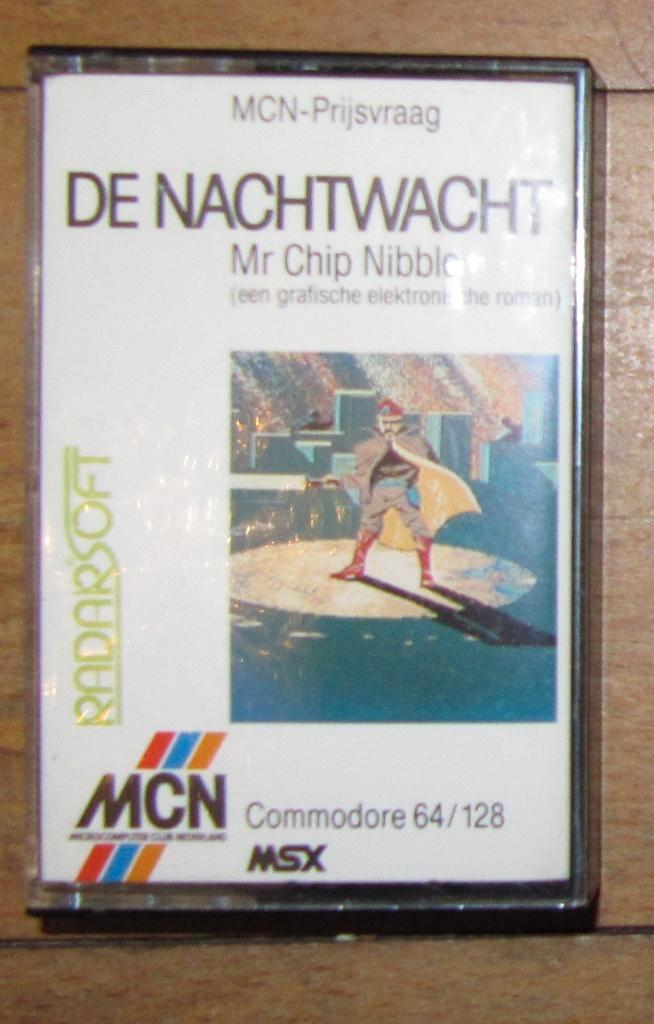 MCN-Prijsvraag
DE NACHTWACHT
Mr Chip Nibble
(een grafische elektronische roman)
RADARSOFT
MCN
MICROCOMPUTER CLUB NEDERLAND
Commodore 64/128
MSX